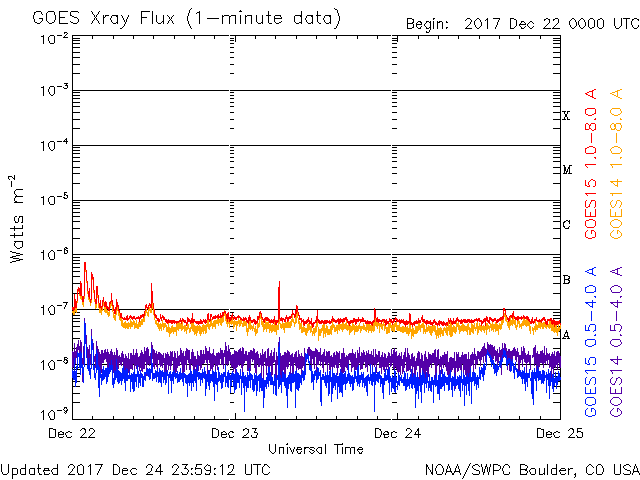 GOES Xray Flux (1-minute data)
Begin: 2017 Dec 22 0000 UTC
10⁻²
10⁻³
10⁻⁴
10⁻⁵
10⁻⁶
10⁻⁷
10⁻⁸
10⁻⁹
Watts m⁻²
X
M
C
B
A
GOES15 1.0-8.0 A
GOES14 1.0-8.0 A
GOES15 0.5-4.0 A
GOES14 0.5-4.0 A
Dec 22
Dec 23
Dec 24
Dec 25
Universal Time
Updated 2017 Dec 24 23:59:12 UTC
NOAA/SWPC Boulder, CO USA